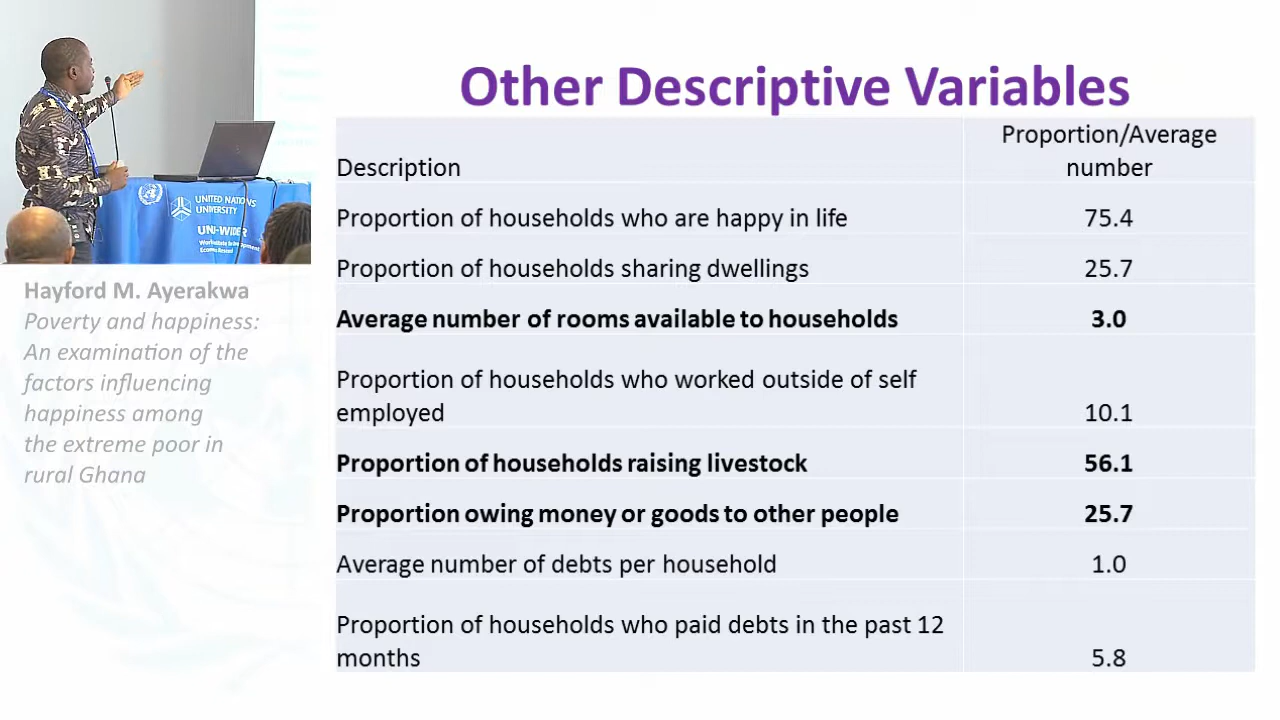 Other Descriptive Variables
Description
Proportion/Average
number
Proportion of households who are happy in life
75.4
Proportion of households sharing dwellings
25.7
Average number of rooms available to households
3.0
Proportion of households who worked outside of self
employed
10.1
Proportion of households raising livestock
56.1
Proportion owing money or goods to other people
25.7
Average number of debts per household
1.0
Proportion of households who paid debts in the past 12
months
5.8
UNITED NATIONS
UNIVERSITY
UNU-WIDER
Hayford M. Ayerakwa
Poverty and happiness:
An examination of the
factors influencing
happiness among
the extreme poor in
rural Ghana